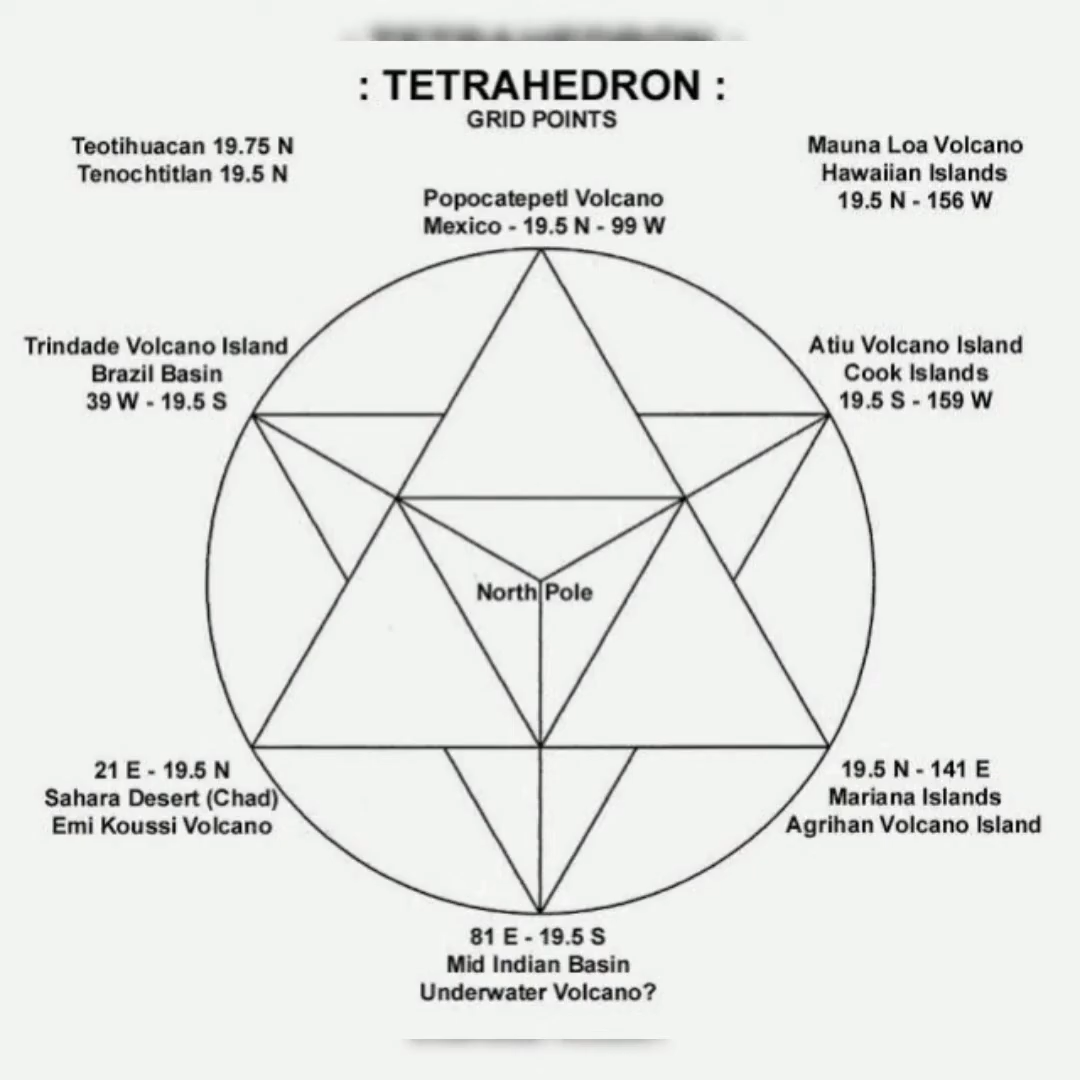 : TETRAHEDRON :
GRID POINTS
Teotihuacan 19.75 N
Tenochtitlan 19.5 N
Mauna Loa Volcano
Hawaiian Islands
19.5 N - 156 W
Popocatepetl Volcano
Mexico - 19.5 N - 99 W
Trindade Volcano Island
Brazil Basin
39 W - 19.5 S
Atiu Volcano Island
Cook Islands
19.5 S - 159 W
North Pole
21 E - 19.5 N
Sahara Desert (Chad)
Emi Koussi Volcano
19.5 N - 141 E
Mariana Islands
Agrihan Volcano Island
81 E - 19.5 S
Mid Indian Basin
Underwater Volcano?